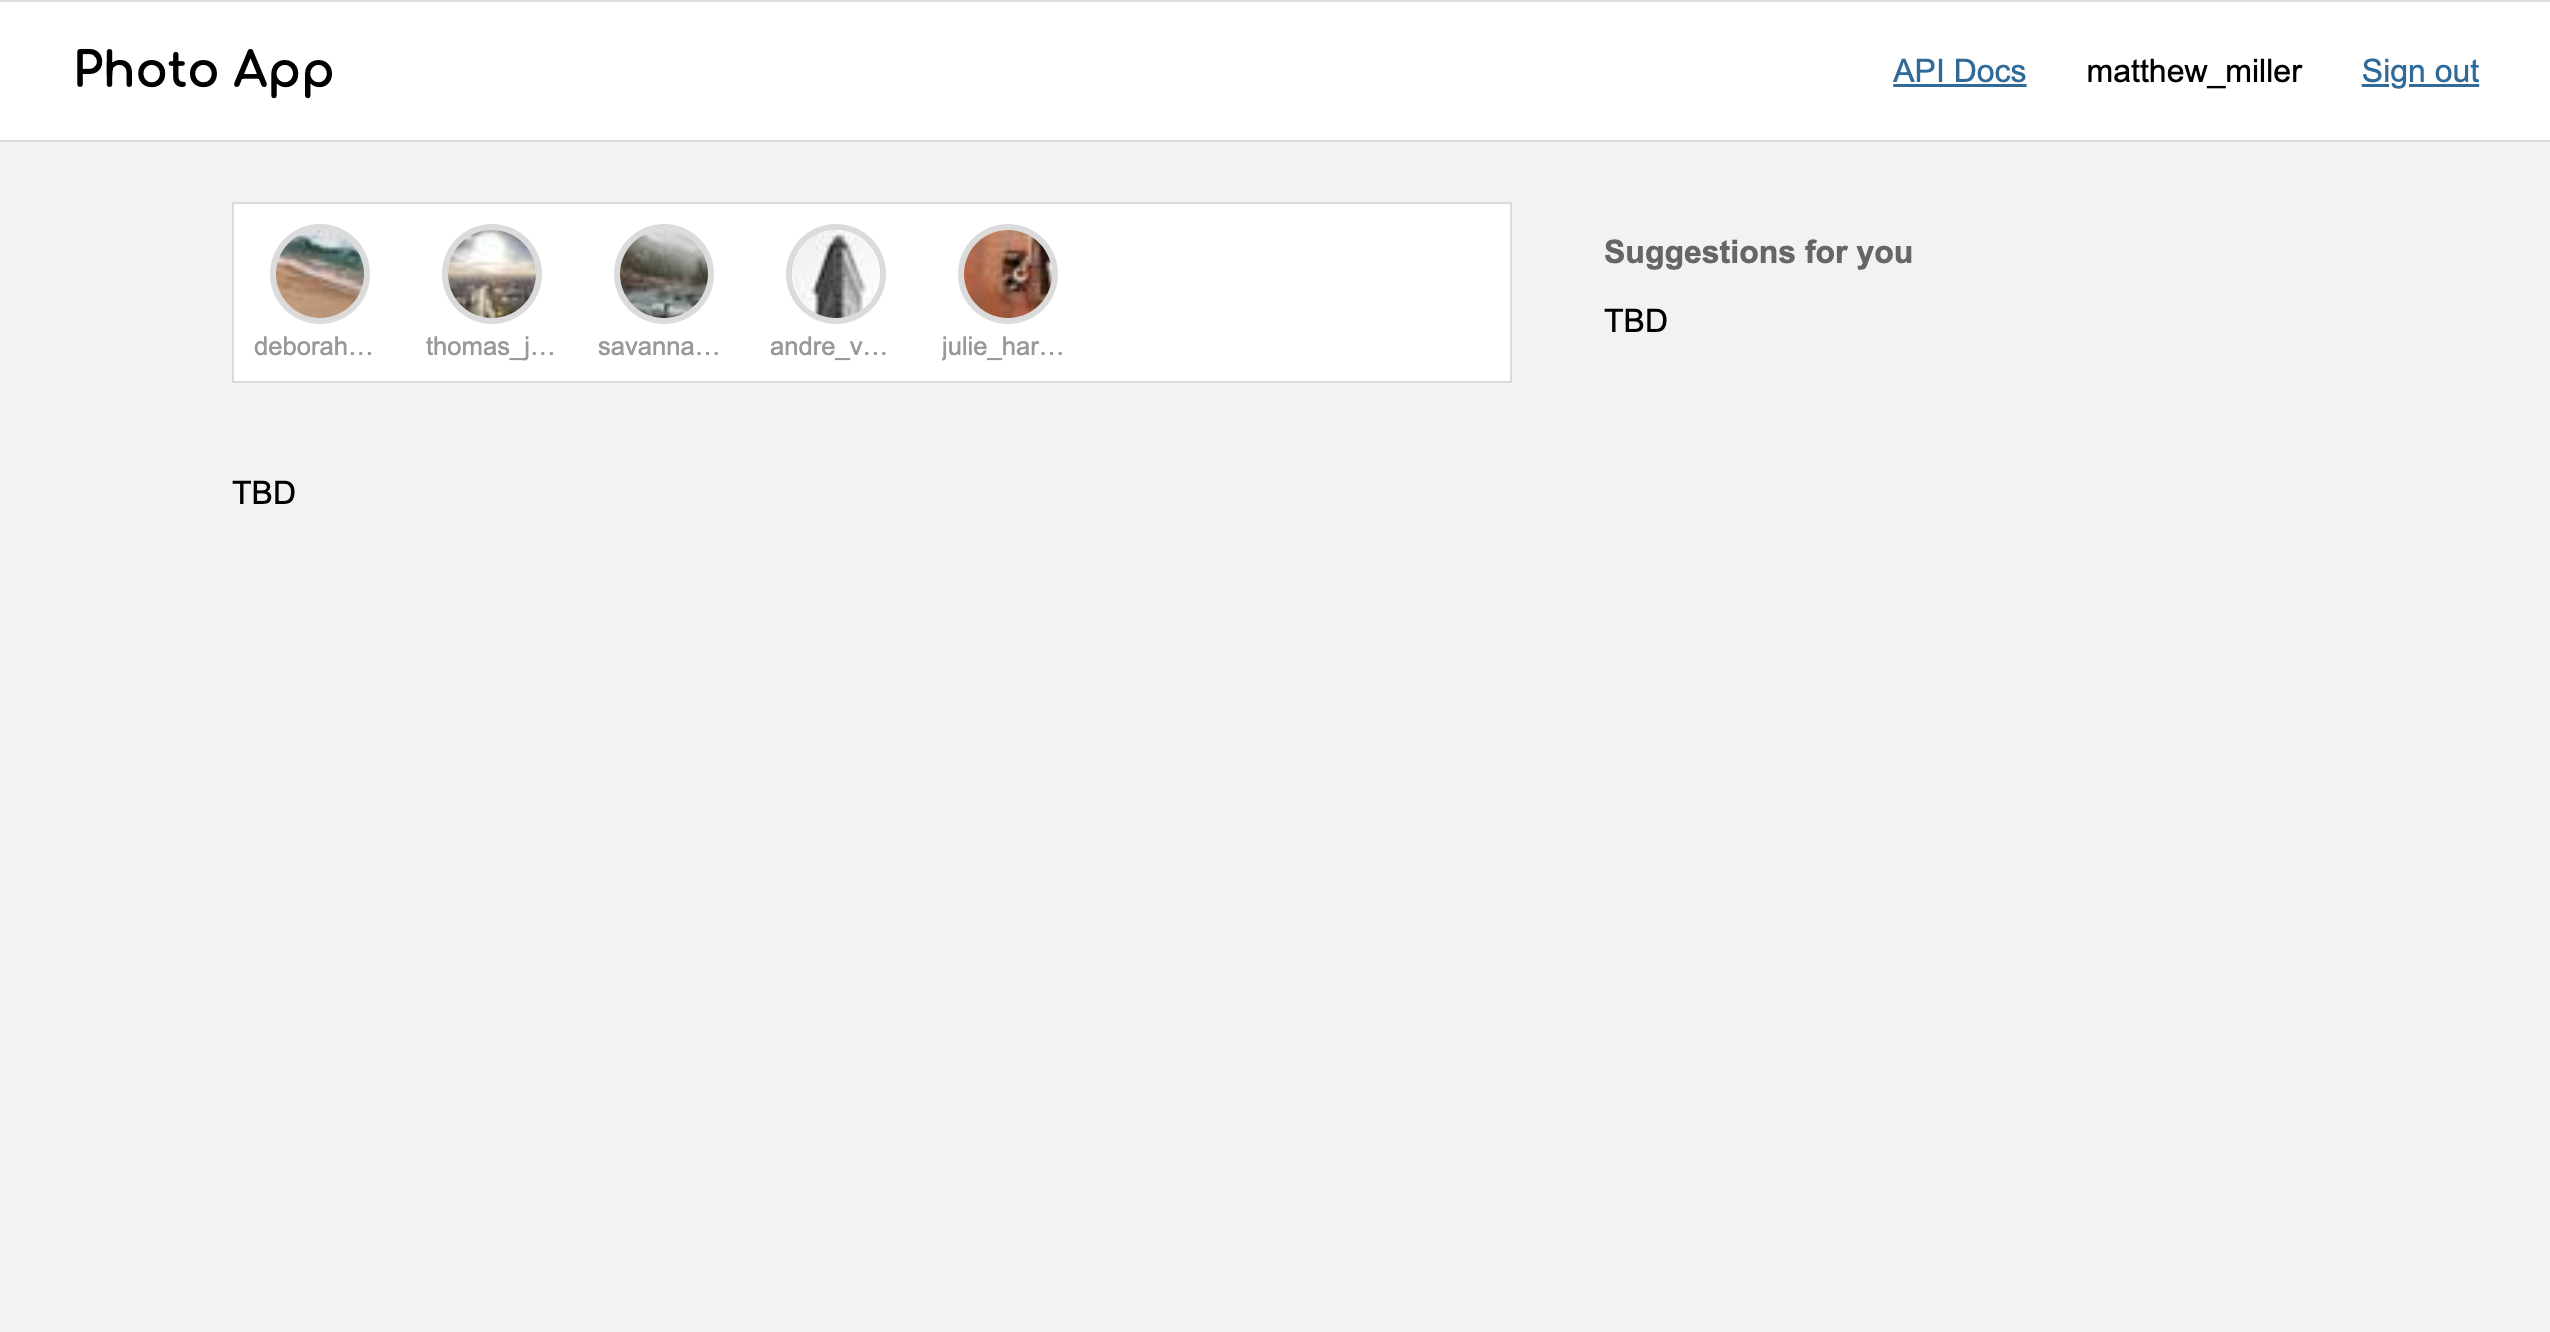 Photo App
API Docs
matthew_miller
Sign out
deborah…
thomas_j…
savanna…
andre_v…
julie_har…
Suggestions for you
TBD
TBD